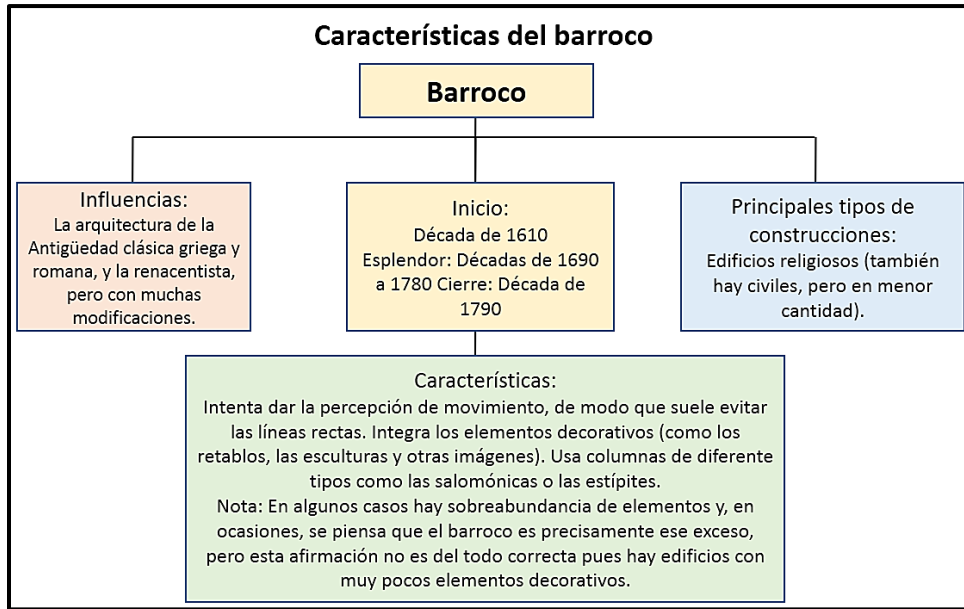 Características del barroco
Barroco
Influencias:
La arquitectura de la
Antigüedad clásica griega y
romana, y la renacentista,
pero con muchas
modificaciones.
Inicio:
Década de 1610
Esplendor: Décadas de 1690
a 1780 Cierre: Década de
1790
Principales tipos de
construcciones:
Edificios religiosos (también
hay civiles, pero en menor
cantidad).
Características:
Intenta dar la percepción de movimiento, de modo que suele evitar
las líneas rectas. Integra los elementos decorativos (como los
retablos, las esculturas y otras imágenes). Usa columnas de diferente
tipos como las salomónicas o las estípites.
Nota: En algunos casos hay sobreabundancia de elementos y, en
ocasiones, se piensa que el barroco es precisamente ese exceso,
pero esta afirmación no es del todo correcta pues hay edificios con
muy pocos elementos decorativos.